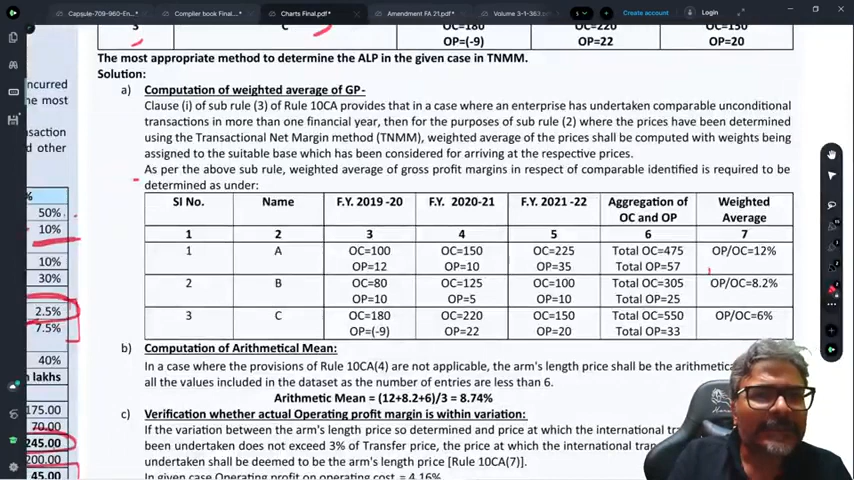 Capsule-709-960-En...
Compiler book Final....*
Charts Final.pdf*
Amendment FA 21.pdf*
Volume 3-1-363
5
Create account
Login
3 C OC=180 OC=220 OC=150
OP=(-9) OP=22 OP=20
The most appropriate method to determine the ALP in the given case in TNMM.
Solution:
a) Computation of weighted average of GP-
Clause (i) of sub rule (3) of Rule 10CA provides that in a case where an enterprise has undertaken comparable unconditional
transactions in more than one financial year, then for the purposes of sub rule (2) where the prices have been determined
using the Transactional Net Margin method (TNMM), weighted average of the prices shall be computed with weights being
assigned to the suitable base which has been considered for arriving at the respective prices.
As per the above sub rule, weighted average of gross profit margins in respect of comparable identified is required to be
determined as under:
SI No. Name F.Y. 2019 -20 F.Y. 2020-21 F.Y. 2021 -22 Aggregation of Weighted
OC and OP Average
1 2 3 4 5 6 7
1 A OC=100 OC=150 OC=225 Total OC=475 OP/OC=12%
OP=12 OP=10 OP=35 Total OP=57
2 B OC=80 OC=125 OC=100 Total OC=305 OP/OC=8.2%
OP=10 OP=5 OP=10 Total OP=25
3 C OC=180 OC=220 OC=150 Total OC=550 OP/OC=6%
OP=(-9) OP=22 OP=20 Total OP=33
b) Computation of Arithmetical Mean:
In a case where the provisions of Rule 10CA(4) are not applicable, the arm's length price shall be the arithmetica
all the values included in the dataset as the number of entries are less than 6.
Arithmetic Mean = (12+8.2+6)/3 = 8.74%
c) Verification whether actual Operating profit margin is within variation:
If the variation between the arm's length price so determined and price at which the international tra
been undertaken does not exceed 3% of Transfer price, the price at which the international tran
undertaken shall be deemed to be the arm's length price [Rule 10CA(7)].
In given case Operating profit on operating cost = 4.16%
ncurred
he most
nsaction
d other
%
50%
10%
10%
30%
2.5%
7.5%
40%
n lakhs
175.00
70.00
245.00
200.00
45.00